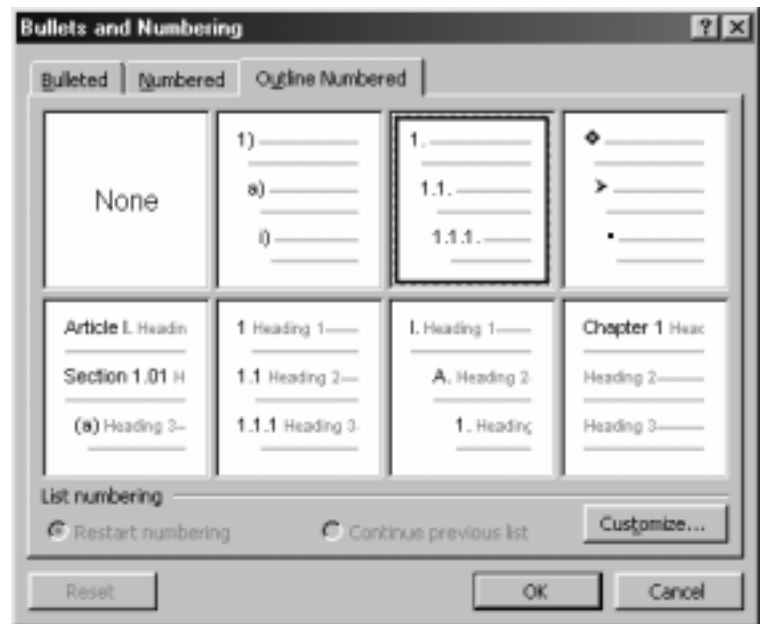 Bullets and Numbering
Bulleted Numbered Outline Numbered
None
1)
a)
i)
1.
1.1.
1.1.1.
Article I. Headin
Section 1.01 H
(a) Heading 3
1 Heading 1
1.1 Heading 2
1.1.1 Heading 3
I. Heading 1
A. Heading 2
1. Heading
Chapter 1 Head
Heading 2
Heading 3
List numbering
Restart numbering Continue previous list Customize...
Reset OK Cancel